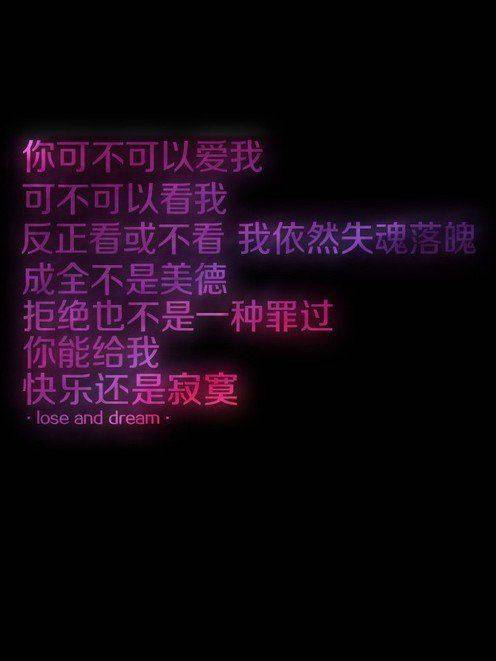 你可不可以爱我
可不可以看我
反正看或不看 我依然失魂落魄
成全不是美德
拒绝也不是一种罪过
你能给我
快乐还是寂寞
· lose and dream ·